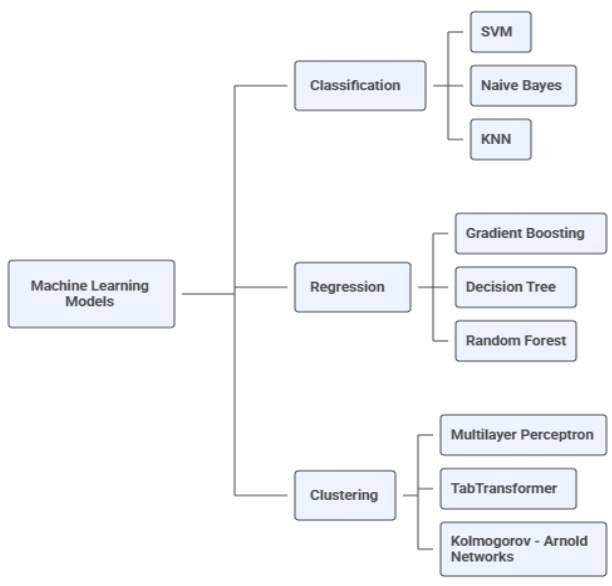 Machine Learning
Models
Classification
SVM
Naive Bayes
KNN
Regression
Gradient Boosting
Decision Tree
Random Forest
Clustering
Multilayer Perceptron
TabTransformer
Kolmogorov - Arnold
Networks